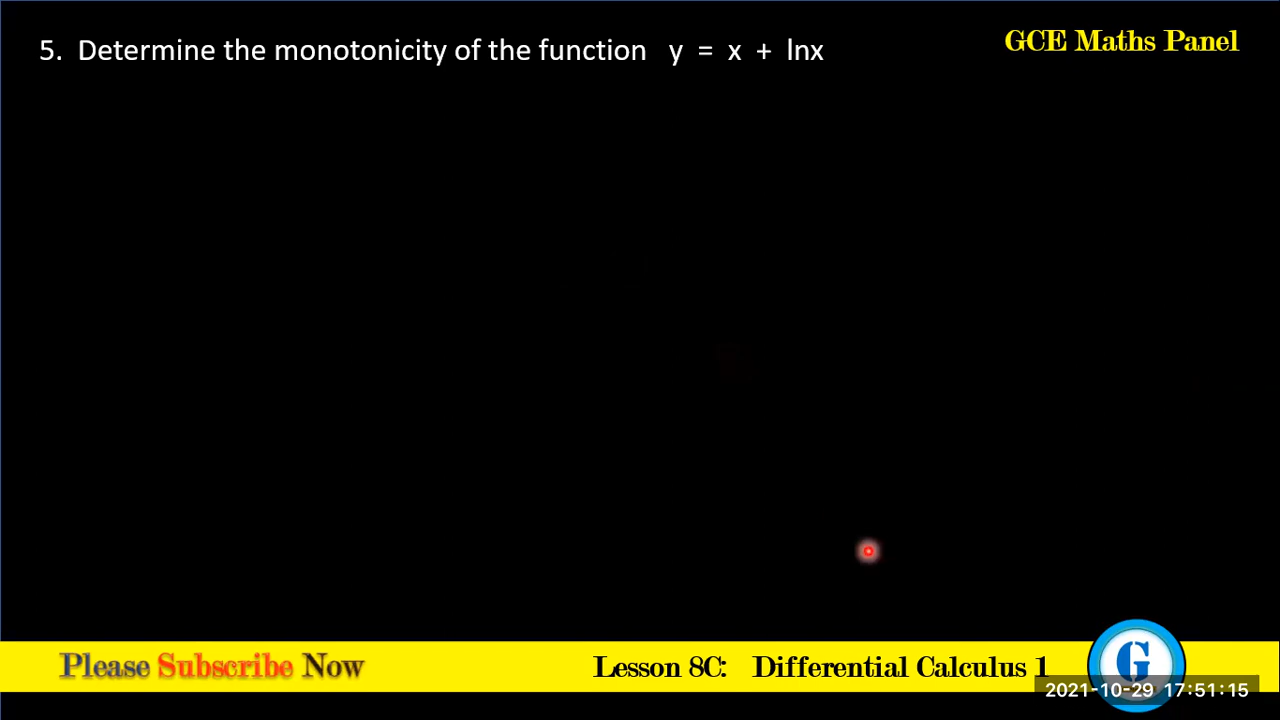 5. Determine the monotonicity of the function y = x + lnx
GCE Maths Panel
Please Subscribe Now
Lesson 8C: Differential Calculus 1
G
2021-10-29 17:51:15